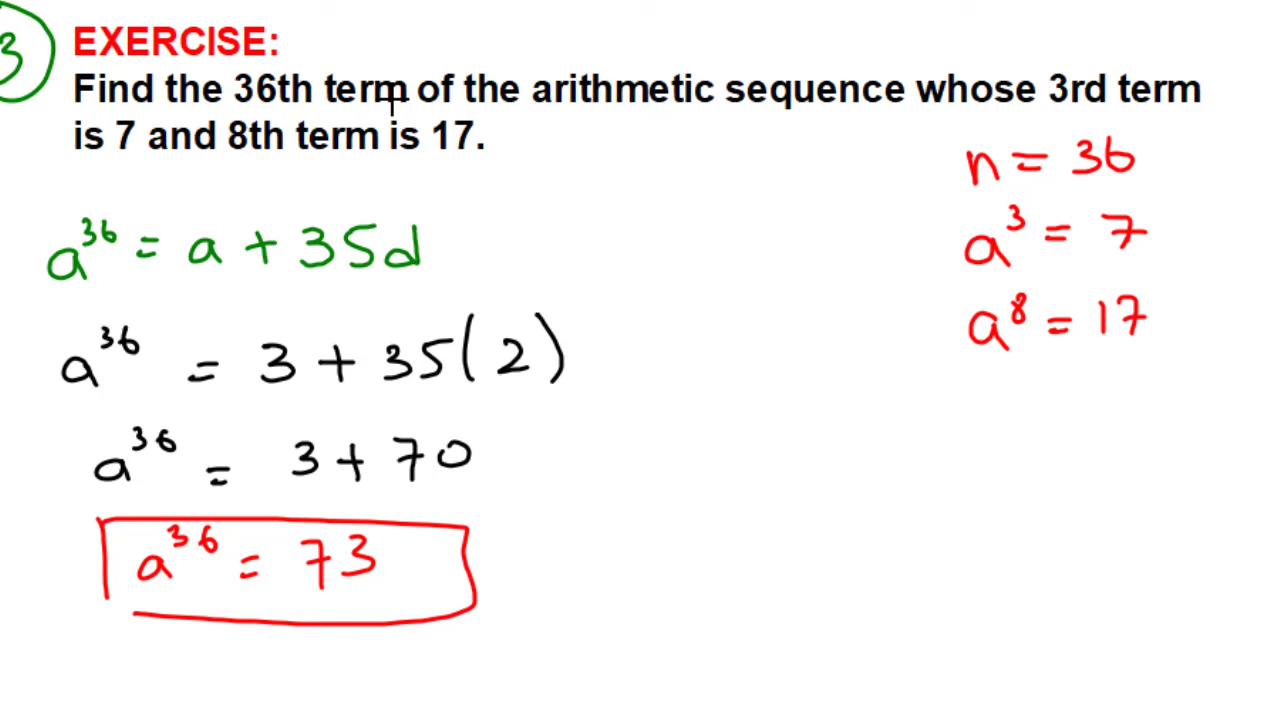 3
EXERCISE:
Find the 36th term of the arithmetic sequence whose 3rd term
is 7 and 8th term is 17.
n = 36
a³ = 7
a⁸ = 17
a³⁶ = a + 35d
a³⁶ = 3 + 35(2)
a³⁶ = 3 + 70
a³⁶ = 73